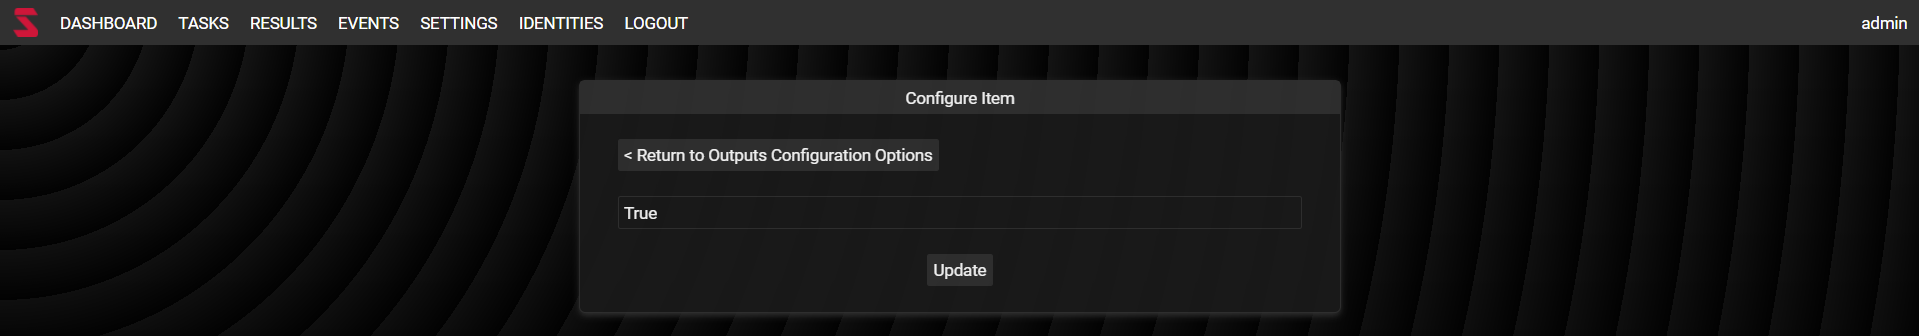 DASHBOARD TASKS RESULTS EVENTS SETTINGS IDENTITIES LOGOUT admin
Configure Item
< Return to Outputs Configuration Options
True
Update